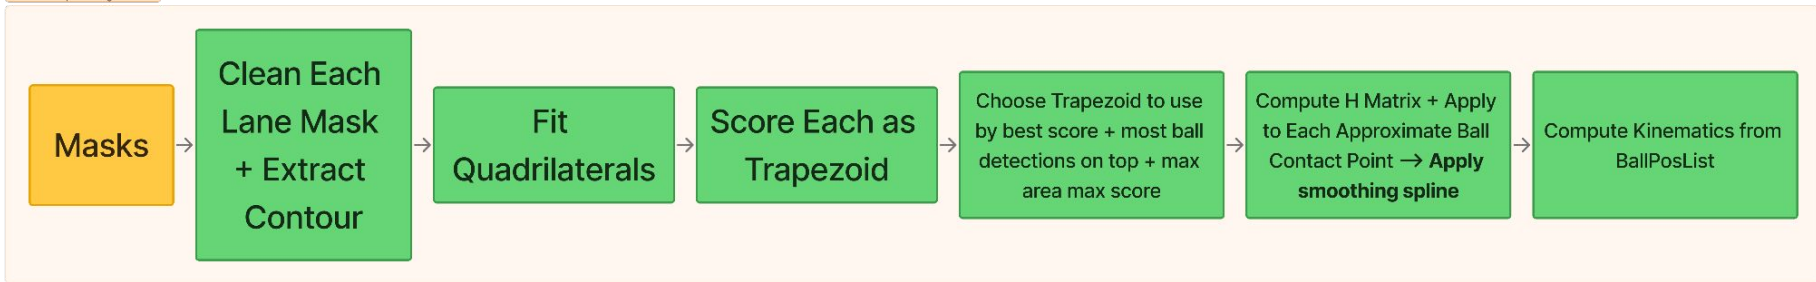 Masks
Clean Each
Lane Mask
+ Extract
Contour
Fit
Quadrilaterals
Score Each as
Trapezoid
Choose Trapezoid to use
by best score + most ball
detections on top + max
area max score
Compute H Matrix + Apply
to Each Approximate Ball
Contact Point → Apply
smoothing spline
Compute Kinematics from
BallPosList